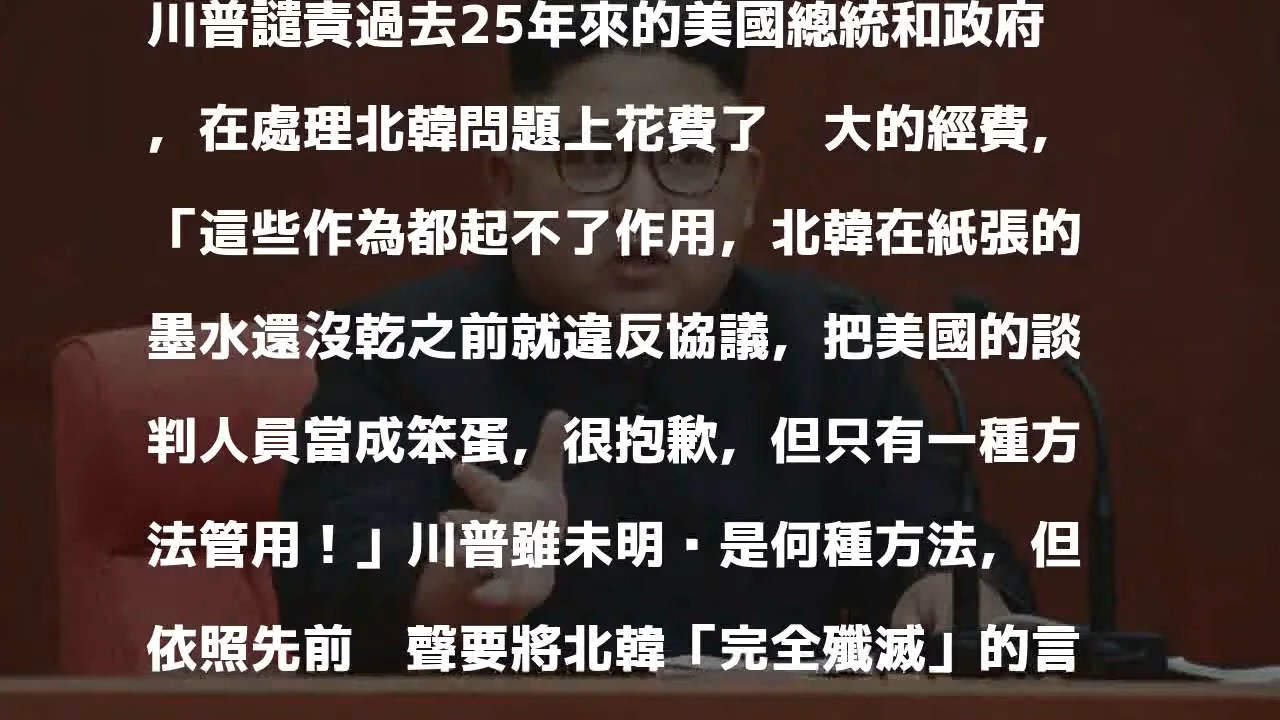 川普譴責過去25年來的美國總統和政府
，在處理北韓問題上花費了　大的經費，
「這些作為都起不了作用，北韓在紙張的
墨水還沒乾之前就違反協議，把美國的談
判人員當成笨蛋，很抱歉，但只有一種方
法管用！」川普雖未明・是何種方法，但
依照先前　聲要將北韓「完全殲滅」的言